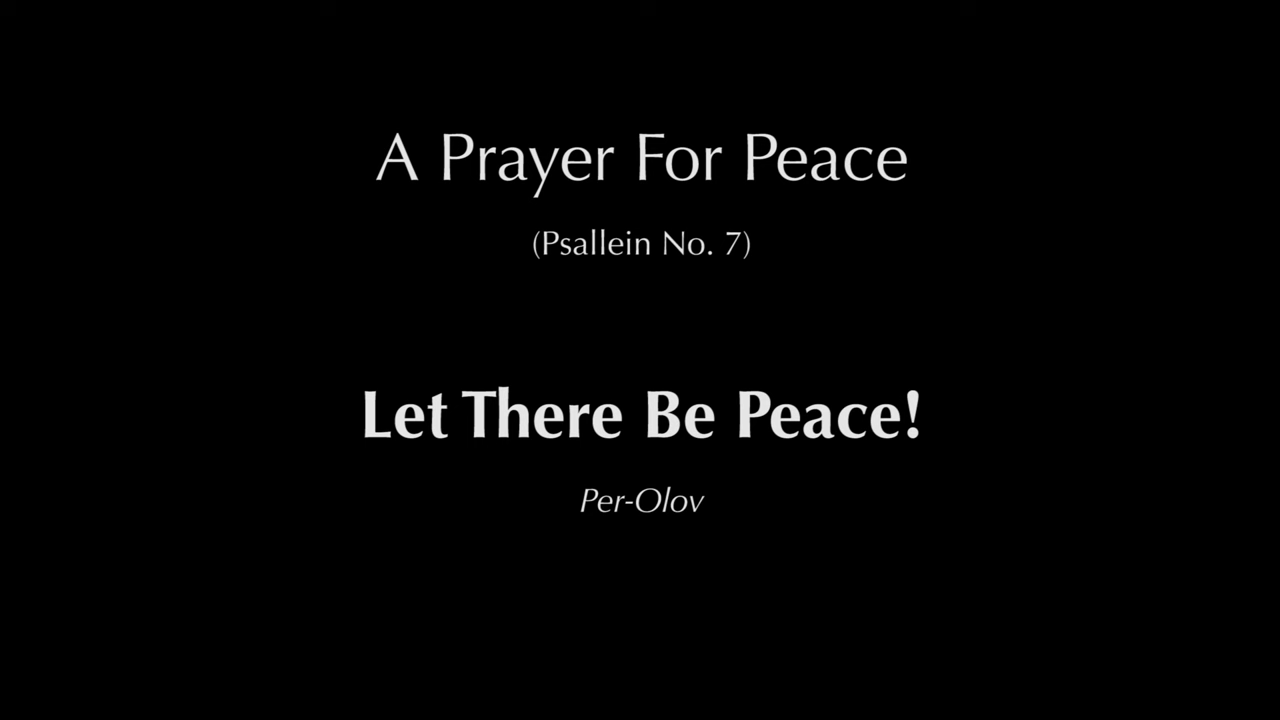 A Prayer For Peace
(Psallein No. 7)
Let There Be Peace!
Per-Olov